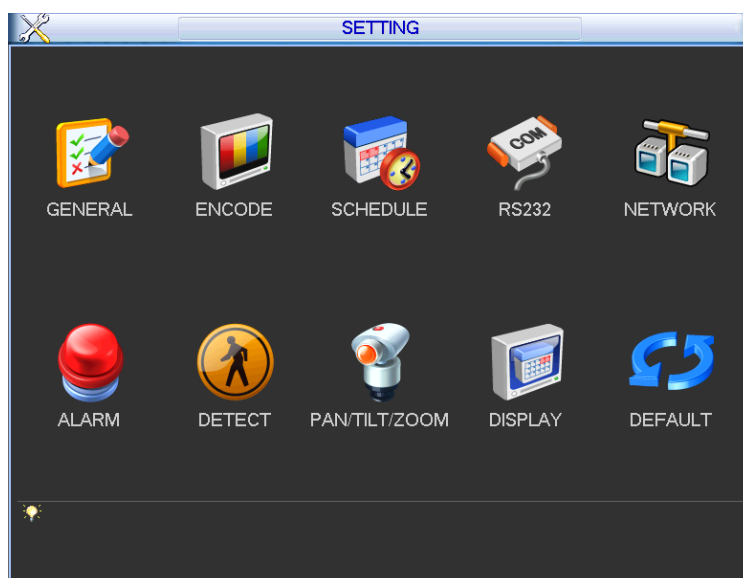 SETTING
COM
GENERAL ENCODE SCHEDULE RS232 NETWORK
ALARM DETECT PAN/TILT/ZOOM DISPLAY DEFAULT